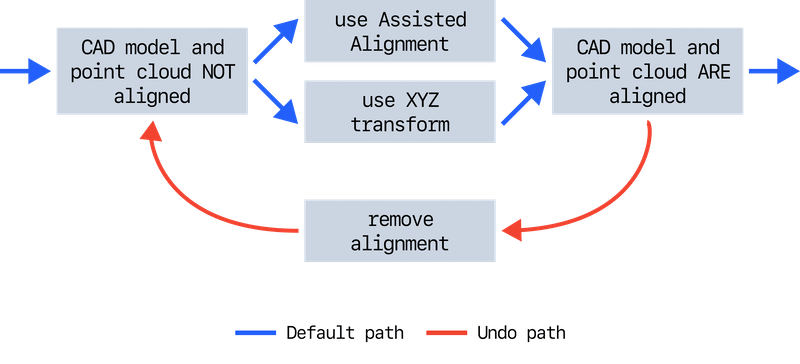 CAD model and
point cloud NOT
aligned
use Assisted
Alignment
use XYZ
transform
CAD model and
point cloud ARE
aligned
remove
alignment
Default path
Undo path